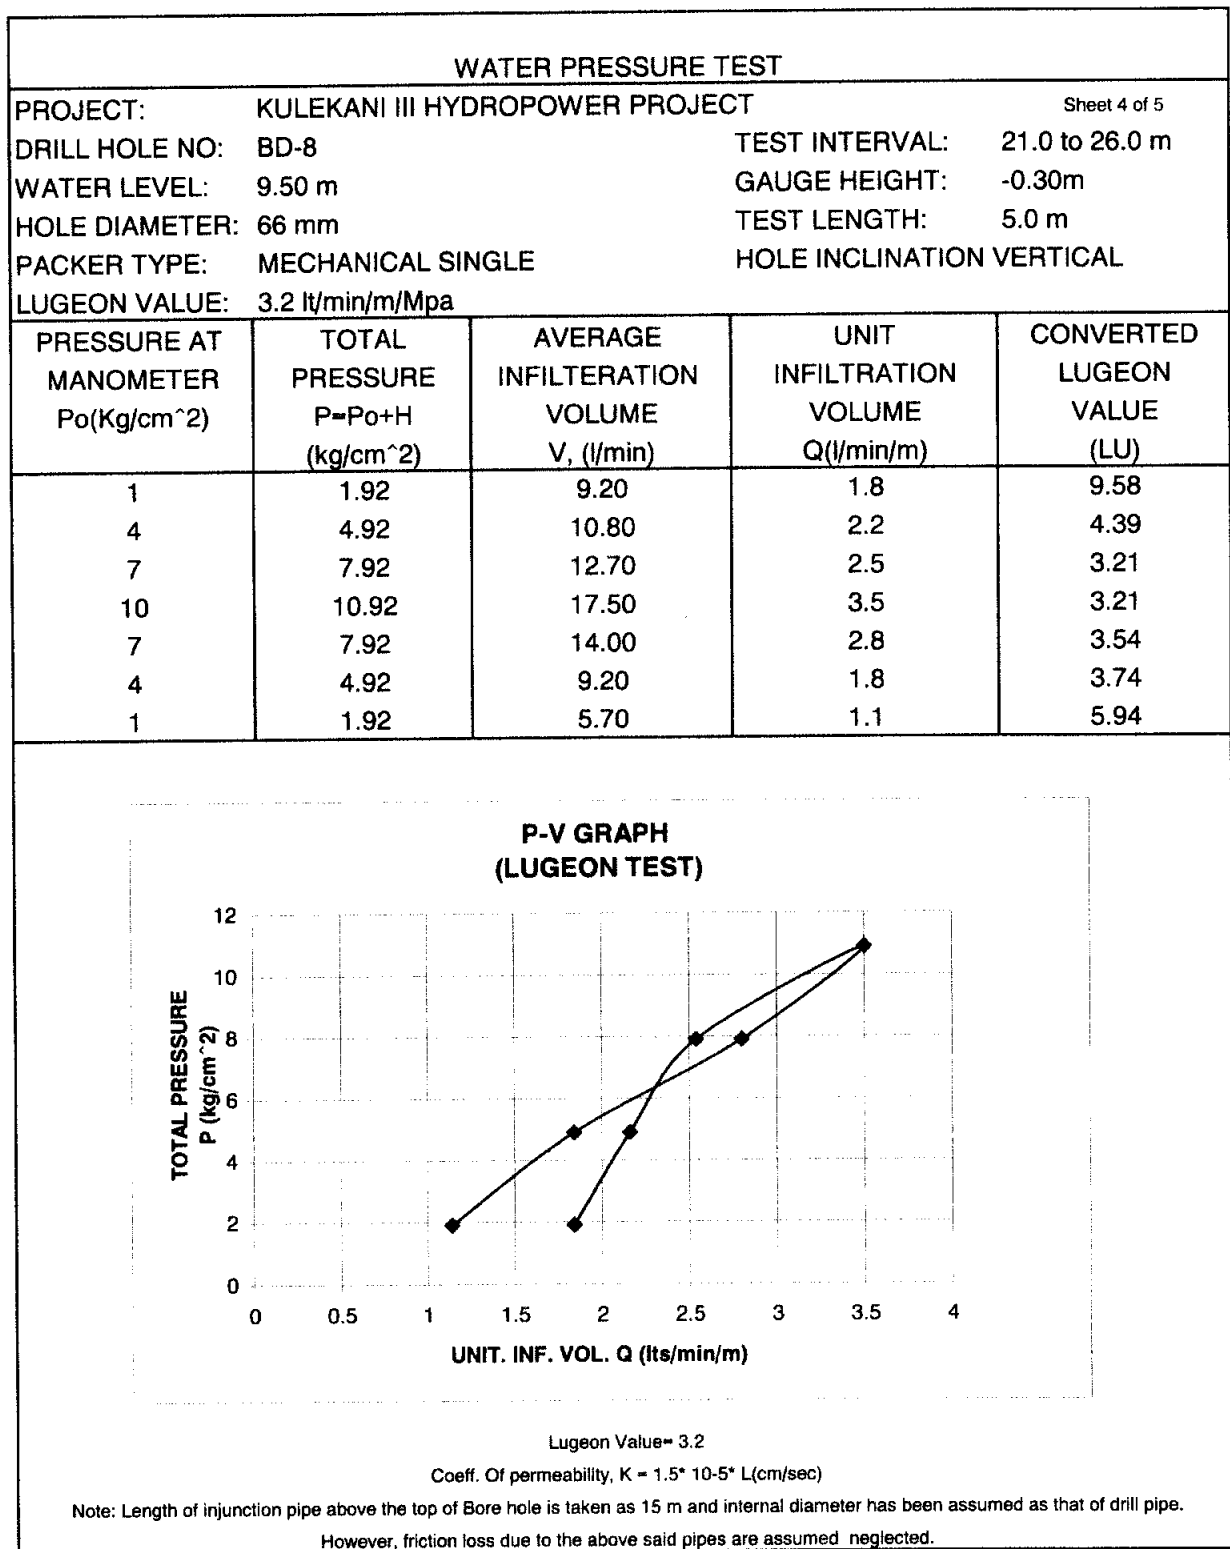 WATER PRESSURE TEST
PROJECT: KULEKANI III HYDROPOWER PROJECT Sheet 4 of 5
DRILL HOLE NO: BD-8 TEST INTERVAL: 21.0 to 26.0 m
WATER LEVEL: 9.50 m GAUGE HEIGHT: -0.30m
HOLE DIAMETER: 66 mm TEST LENGTH: 5.0 m
PACKER TYPE: MECHANICAL SINGLE HOLE INCLINATION VERTICAL
LUGEON VALUE: 3.2 lt/min/m/Mpa
PRESSURE AT TOTAL AVERAGE UNIT CONVERTED
MANOMETER PRESSURE INFILTERATION INFILTRATION LUGEON
Po(Kg/cm^2) P=Po+H VOLUME VOLUME VALUE
(kg/cm^2) V, (l/min) Q(l/min/m) (LU)
1 1.92 9.20 1.8 9.58
4 4.92 10.80 2.2 4.39
7 7.92 12.70 2.5 3.21
10 10.92 17.50 3.5 3.21
7 7.92 14.00 2.8 3.54
4 4.92 9.20 1.8 3.74
1 1.92 5.70 1.1 5.94
P-V GRAPH
(LUGEON TEST)
TOTAL PRESSURE
P (kg/cm^2)
12
10
8
6
4
2
0
0 0.5 1 1.5 2 2.5 3 3.5 4
UNIT. INF. VOL. Q (lts/min/m)
Lugeon Value= 3.2
Coeff. Of permeability, K = 1.5* 10-5* L(cm/sec)
Note: Length of injunction pipe above the top of Bore hole is taken as 15 m and internal diameter has been assumed as that of drill pipe.
However, friction loss due to the above said pipes are assumed neglected.